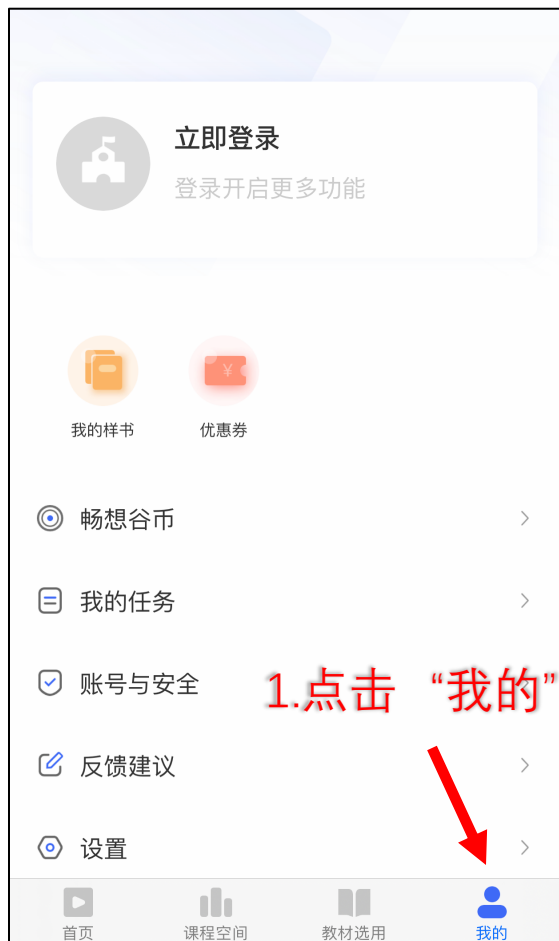 立即登录
登录开启更多功能
¥
我的样书 优惠券
畅想谷币
我的任务
账号与安全
1.点击 “我的”
反馈建议
设置
首页 课程空间 教材选用 我的